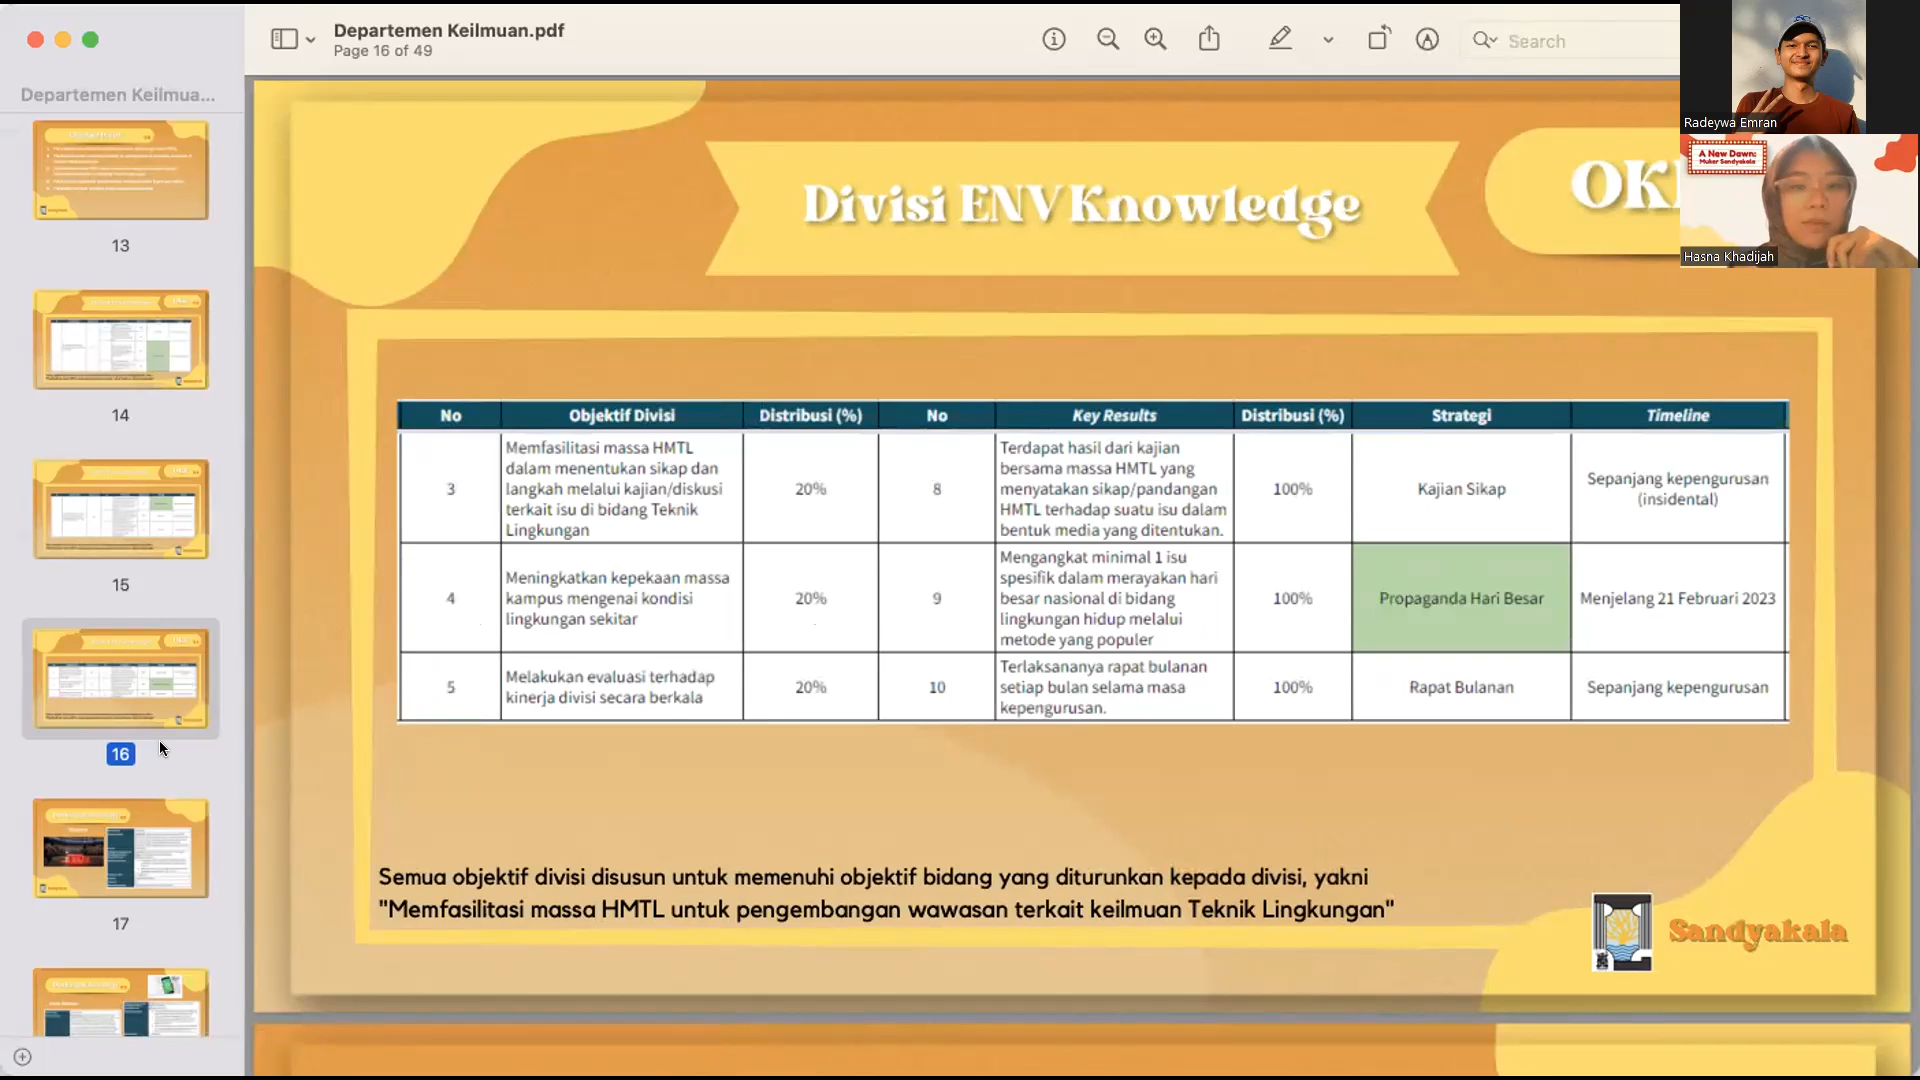 Departemen Keilmuan.pdf
Page 16 of 49
Search
Departemen Keilmua...
13
14
15
16
17
Radeywa Emran
A New Dawn:
Muker Sandyakala
Hasna Khadijah
Divisi ENV Knowledge
No
Objektif Divisi
Distribusi (%)
No
Key Results
Distribusi (%)
Strategi
Timeline
3
Memfasilitasi massa HMTL
dalam menentukan sikap dan
langkah melalui kajian/diskusi
terkait isu di bidang Teknik
Lingkungan
20%
8
Terdapat hasil dari kajian
bersama massa HMTL yang
menyatakan sikap/pandangan
HMTL terhadap suatu isu dalam
bentuk media yang ditentukan.
100%
Kajian Sikap
Sepanjang kepengurusan
(insidental)
4
Meningkatkan kepekaan massa
kampus mengenai kondisi
lingkungan sekitar
20%
9
Mengangkat minimal 1 isu
spesifik dalam merayakan hari
besar nasional di bidang
lingkungan hidup melalui
metode yang populer
100%
Propaganda Hari Besar
Menjelang 21 Februari 2023
5
Melakukan evaluasi terhadap
kinerja divisi secara berkala
20%
10
Terlaksananya rapat bulanan
setiap bulan selama masa
kepengurusan.
100%
Rapat Bulanan
Sepanjang kepengurusan
Semua objektif divisi disusun untuk memenuhi objektif bidang yang diturunkan kepada divisi, yakni
"Memfasilitasi massa HMTL untuk pengembangan wawasan terkait keilmuan Teknik Lingkungan"
Sandyakala